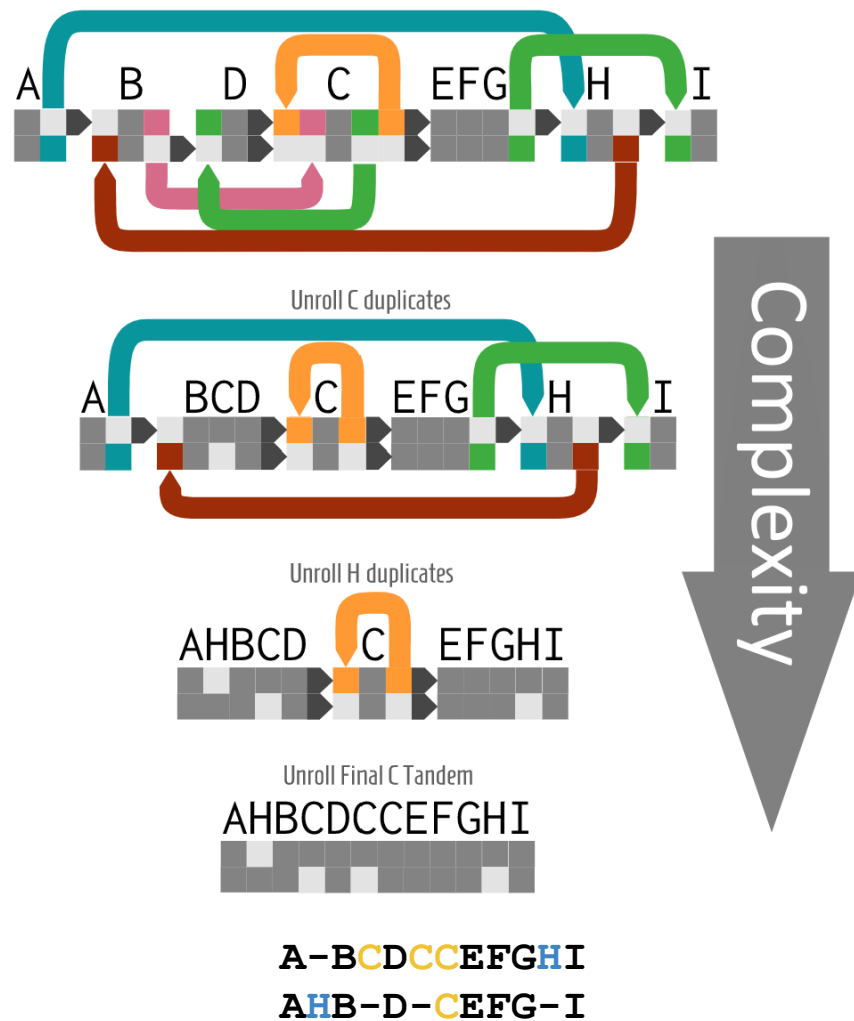 A B D C EFG H I
Unroll C duplicates
A BCD C EFG H I
Complexity
Unroll H duplicates
AHBCD C EFGHI
Unroll Final C Tandem
AHBCDCCEFGHI
A-BCDCCEFGHI
AHB-D-CEFG-I